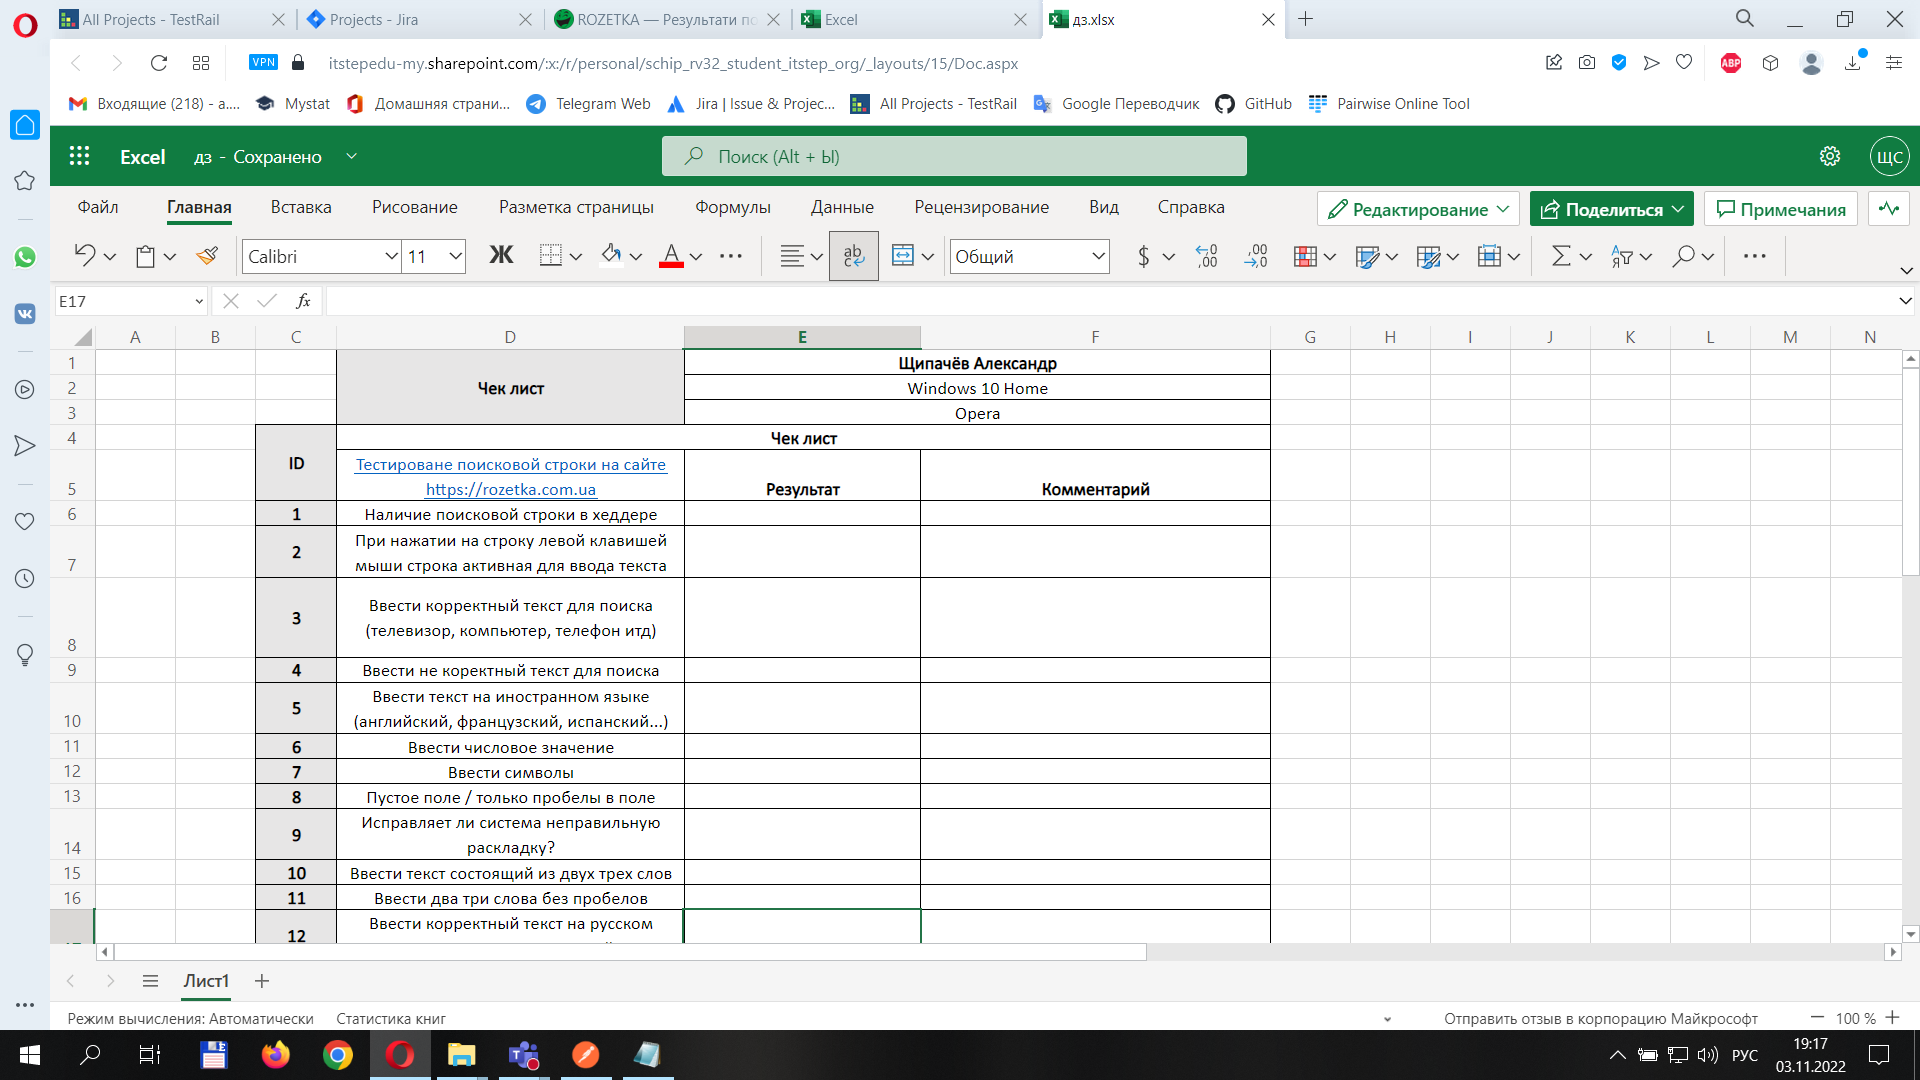 All Projects - TestRail
Projects - Jira
ROZETKA — Результати по
Excel
дз.xlsx
VPN
itstepedu-my.sharepoint.com/:x:/r/personal/schip_rv32_student_itstep_org/_layouts/15/Doc.aspx
ABP
Входящие (218) - a....
Mystat
Домашняя страни...
Telegram Web
Jira | Issue & Projec...
All Projects - TestRail
Google Переводчик
GitHub
Pairwise Online Tool
Excel
дз - Сохранено
Поиск (Alt + Ы)
ЩС
Файл
Главная
Вставка
Рисование
Разметка страницы
Формулы
Данные
Рецензирование
Вид
Справка
Редактирование
Поделиться
Примечания
Calibri
11
Ж
Общий
E17
fx
A B C D E F G H I J K L M N
1 Чек лист Щипачёв Александр
2 Windows 10 Home
3 Opera
4 ID Чек лист
5 Тестироване поисковой строки на сайте
https://rozetka.com.ua Результат Комментарий
6 1 Наличие поисковой строки в хеддере
7 2 При нажатии на строку левой клавишей
мыши строка активная для ввода текста
8 3 Ввести корректный текст для поиска
(телевизор, компьютер, телефон итд)
9 4 Ввести не коректный текст для поиска
10 5 Ввести текст на иностранном языке
(английский, французский, испанский...)
11 6 Ввести числовое значение
12 7 Ввести символы
13 8 Пустое поле / только пробелы в поле
14 9 Исправляет ли система неправильную
раскладку?
15 10 Ввести текст состоящий из двух трех слов
16 11 Ввести два три слова без пробелов
12 Ввести корректный текст на русском
Лист1
Режим вычисления: Автоматически
Статистика книг
Отправить отзыв в корпорацию Майкрософт
100 %
РУС
19:17
03.11.2022